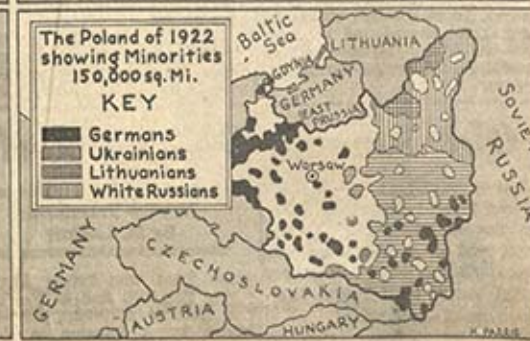 The Poland of 1922
showing Minorities
150,000 sq. Mi.
KEY
Germans
Ukrainians
Lithuanians
White Russians
Baltic
Sea
LITHUANIA
GDYNIA
GERMANY
EAST
PRUSSIA
Warsaw
SOVIET
RUSSIA
GERMANY
CZECHOSLOVAKIA
AUSTRIA
HUNGARY